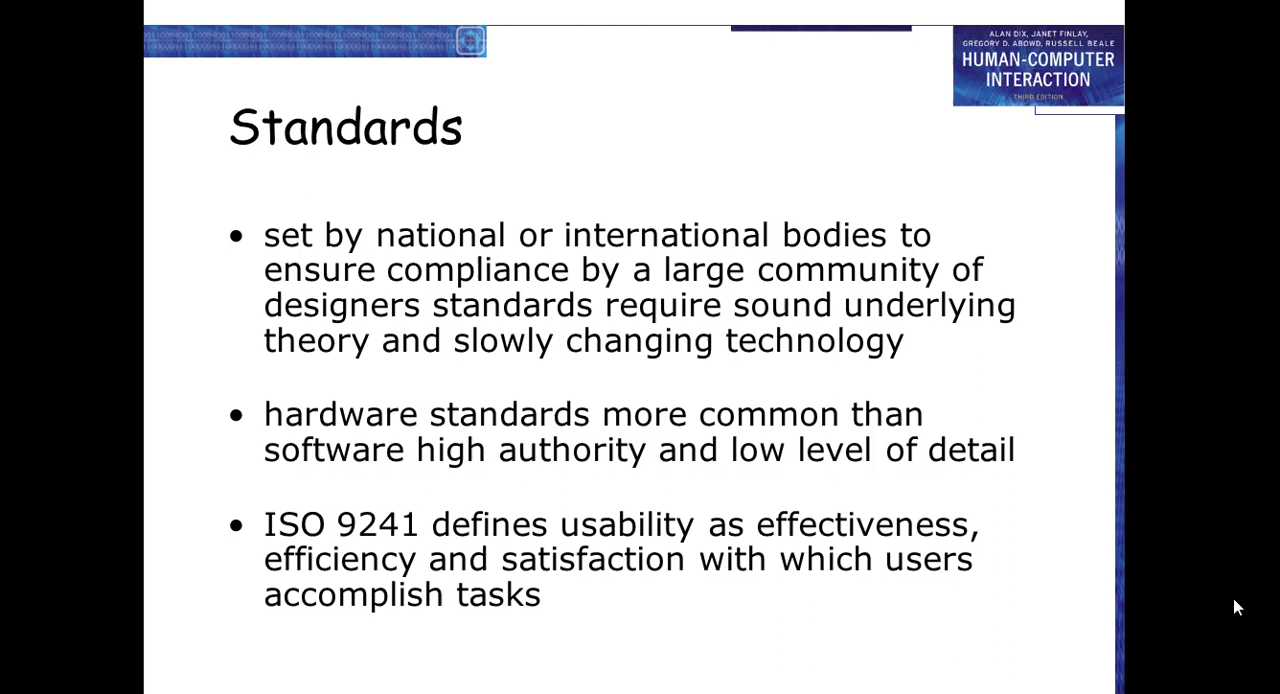 ALAN DIX, JANET FINLAY,
GREGORY D. ABOWD, RUSSELL BEALE
HUMAN-COMPUTER
INTERACTION
THIRD EDITION
Standards
• set by national or international bodies to
ensure compliance by a large community of
designers standards require sound underlying
theory and slowly changing technology
• hardware standards more common than
software high authority and low level of detail
• ISO 9241 defines usability as effectiveness,
efficiency and satisfaction with which users
accomplish tasks